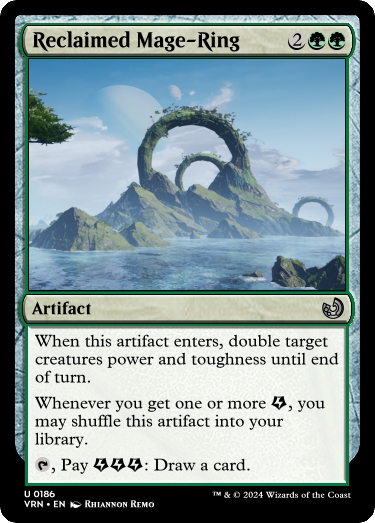 Reclaimed Mage-Ring 2
Artifact
When this artifact enters, double target
creatures power and toughness until end
of turn.
Whenever you get one or more , you
may shuffle this artifact into your
library.
, Pay : Draw a card.
U 0186
VRN • EN Rhiannon Remo
™ & © 2024 Wizards of the Coast